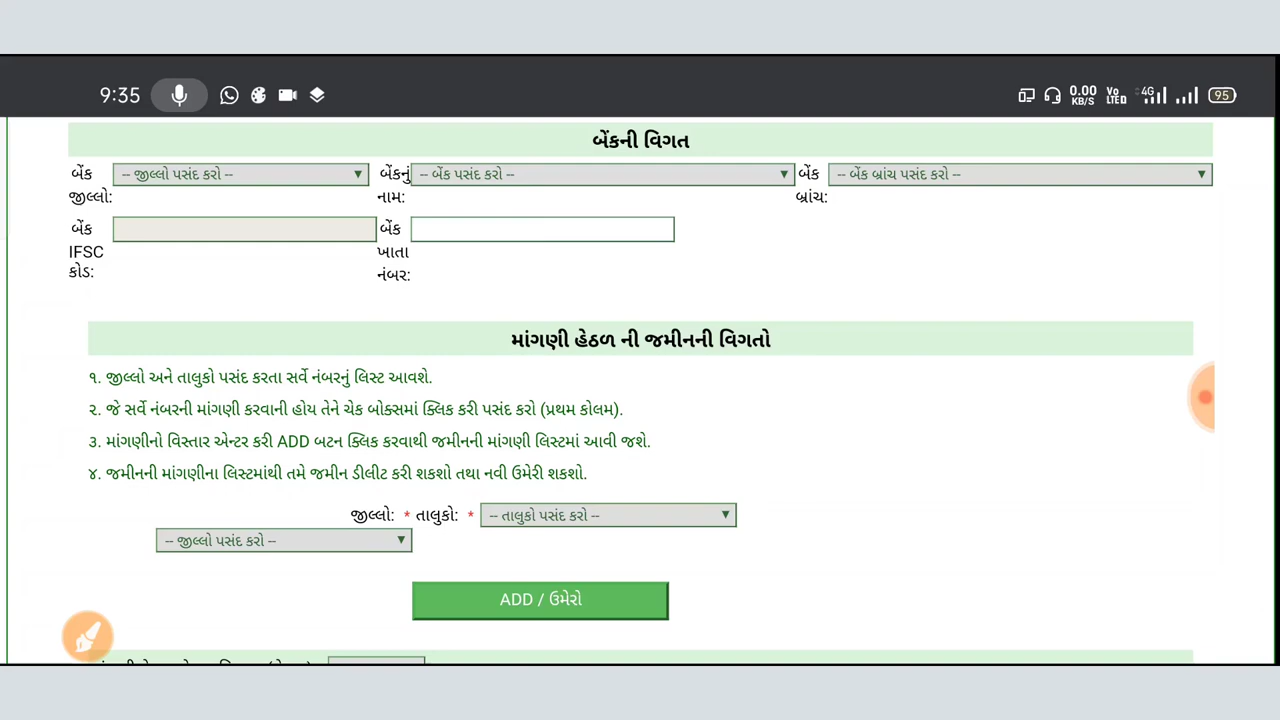 9:35 0.00 KB/S Vo LTE 4G 95
બેંકની વિગત
બેંક જીલ્લો: -- જીલ્લો પસંદ કરો -- બેંકનું નામ: -- બેંક પસંદ કરો -- બેંક બ્રાંચ: -- બેંક બ્રાંચ પસંદ કરો --
બેંક IFSC કોડ: બેંક ખાતા નંબર:
માંગણી હેઠળ ની જમીનની વિગતો
૧. જીલ્લો અને તાલુકો પસંદ કરતા સર્વે નંબરનું લિસ્ટ આવશે.
૨. જે સર્વે નંબરની માંગણી કરવાની હોય તેને ચેક બોક્સમાં ક્લિક કરી પસંદ કરો (પ્રથમ કોલમ).
૩. માંગણીનો વિસ્તાર એન્ટર કરી ADD બટન ક્લિક કરવાથી જમીનની માંગણી લિસ્ટમાં આવી જશે.
૪. જમીનની માંગણીના લિસ્ટમાંથી તમે જમીન ડીલીટ કરી શકશો તથા નવી ઉમેરી શકશો.
જીલ્લો: * તાલુકો: * -- તાલુકો પસંદ કરો --
-- જીલ્લો પસંદ કરો --
ADD / ઉમેરો